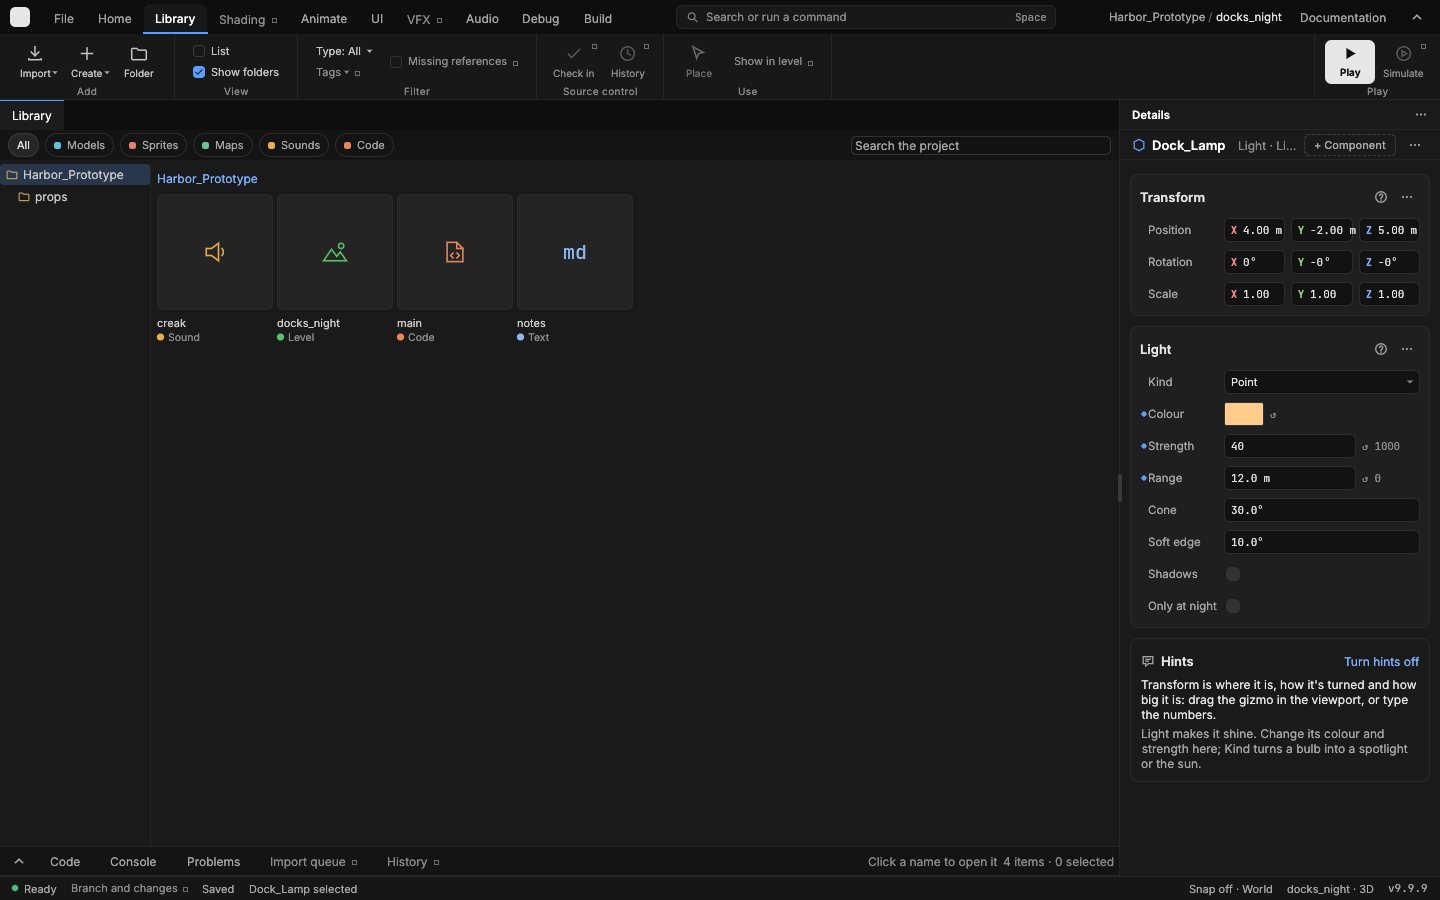 File Home Library Shading Animate UI VFX Audio Debug Build
Search or run a command Space
Harbor_Prototype / docks_night Documentation
Import Create Folder
Add
List
Show folders
View
Type: All
Tags
Missing references
Filter
Check in History
Source control
Place Show in level
Use
Play Simulate
Play
Library
All Models Sprites Maps Sounds Code
Search the project
Harbor_Prototype
props
Harbor_Prototype
md
creak
Sound
docks_night
Level
main
Code
notes
Text
Details
Dock_Lamp Light · Li... + Component
Transform
Position X 4.00 m Y -2.00 m Z 5.00 m
Rotation X 0° Y -0° Z -0°
Scale X 1.00 Y 1.00 Z 1.00
Light
Kind Point
Colour
Strength 40 1000
Range 12.0 m 0
Cone 30.0°
Soft edge 10.0°
Shadows
Only at night
Hints Turn hints off
Transform is where it is, how it's turned and how
big it is: drag the gizmo in the viewport, or type
the numbers.
Light makes it shine. Change its colour and
strength here; Kind turns a bulb into a spotlight
or the sun.
Code Console Problems Import queue History
Click a name to open it 4 items · 0 selected
Ready Branch and changes Saved Dock_Lamp selected
Snap off · World docks_night · 3D v9.9.9